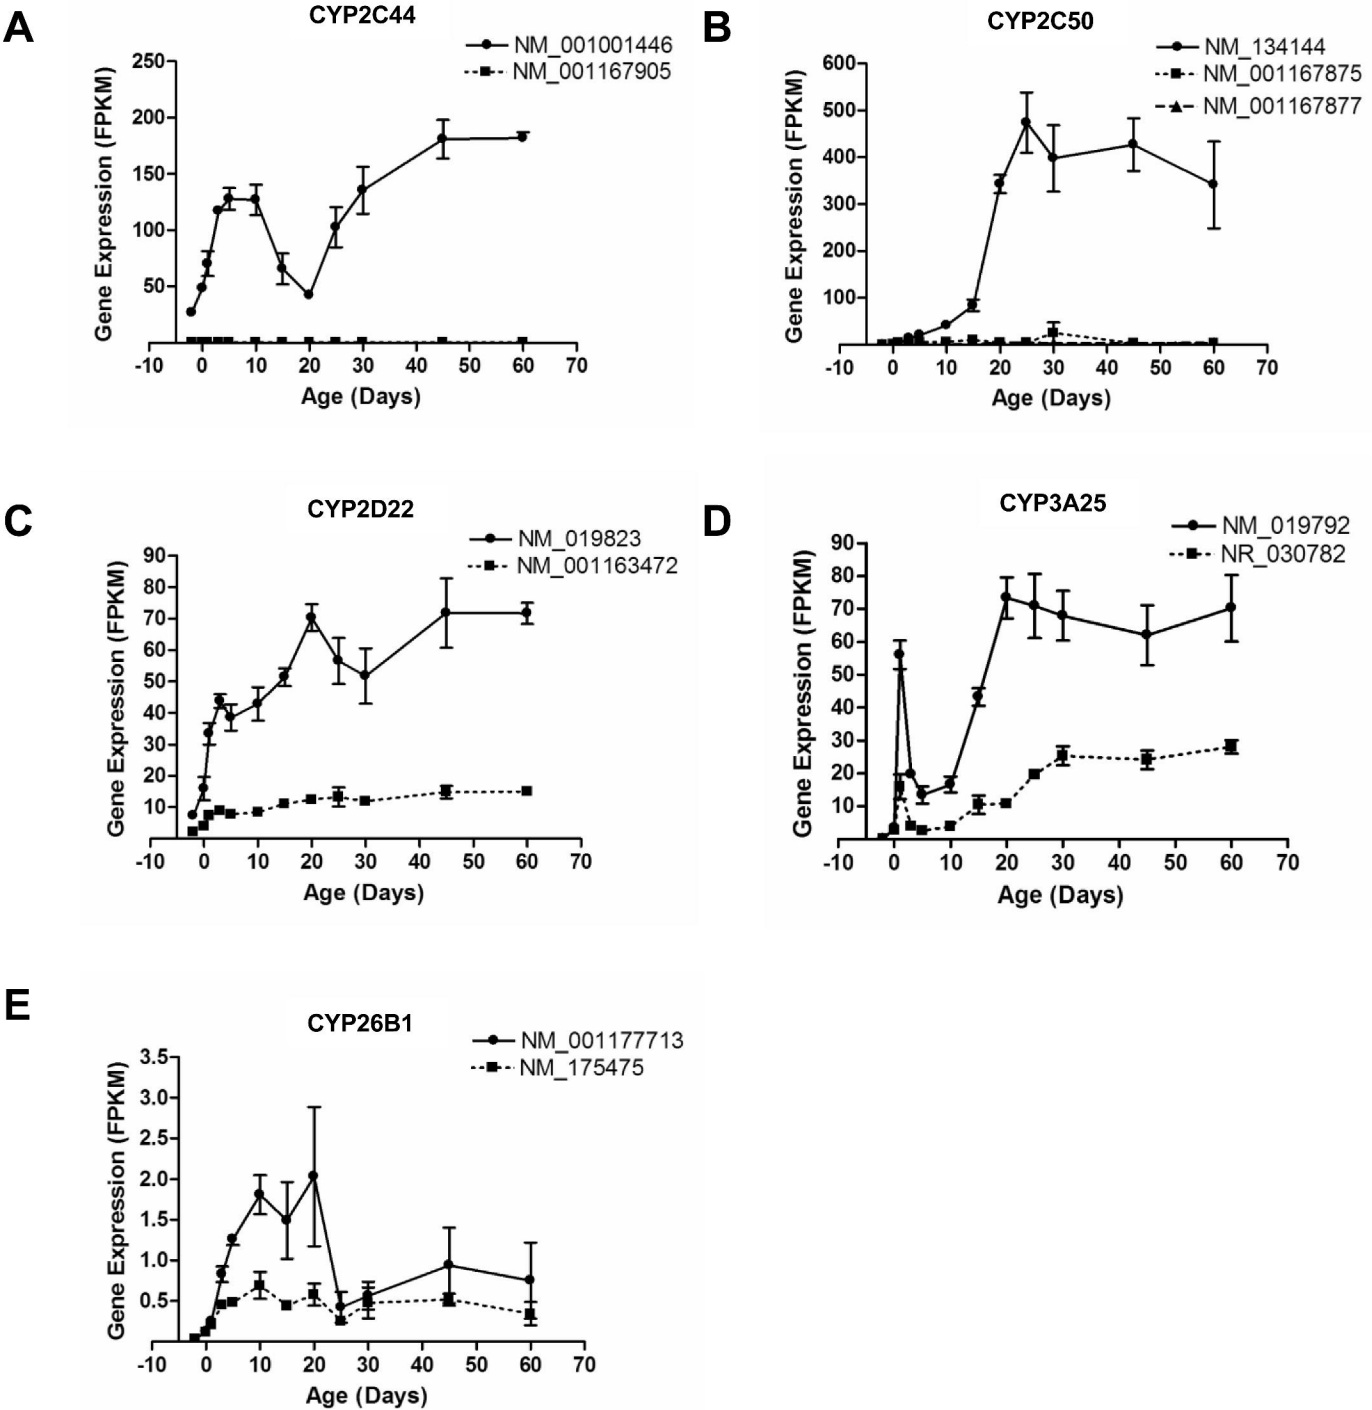 A
CYP2C44
NM_001001446
NM_001167905
Gene Expression (FPKM)
250
200
150
100
50
-10 0 10 20 30 40 50 60 70
Age (Days)
B
CYP2C50
NM_134144
NM_001167875
NM_001167877
Gene Expression (FPKM)
600
500
400
300
200
100
-10 0 10 20 30 40 50 60 70
Age (Days)
C
CYP2D22
NM_019823
NM_001163472
Gene Expression (FPKM)
90
80
70
60
50
40
30
20
10
-10 0 10 20 30 40 50 60 70
Age (Days)
D
CYP3A25
NM_019792
NR_030782
Gene Expression (FPKM)
90
80
70
60
50
40
30
20
10
-10 0 10 20 30 40 50 60 70
Age (Days)
E
CYP26B1
NM_001177713
NM_175475
Gene Expression (FPKM)
3.5
3.0
2.5
2.0
1.5
1.0
0.5
-10 0 10 20 30 40 50 60 70
Age (Days)